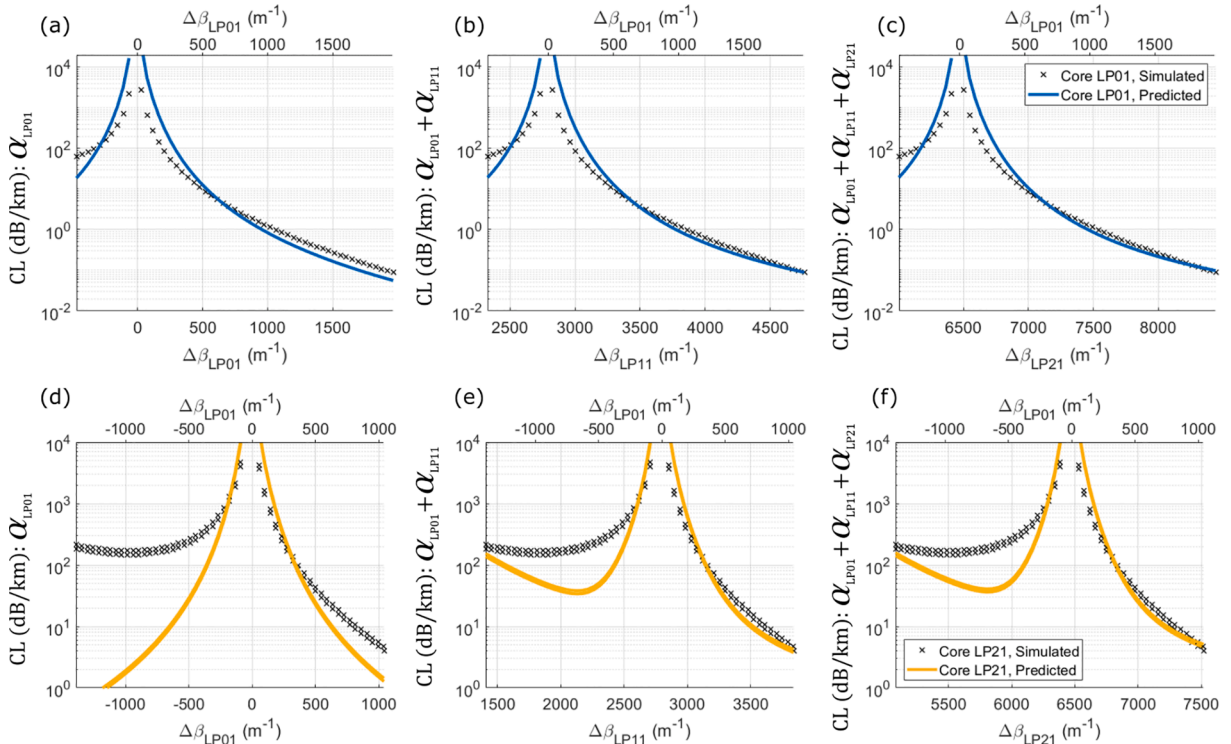 (a) Δβ_LP01 (m⁻¹)
0 500 1000 1500
CL (dB/km): α_LP01
10⁴
10²
10⁰
10⁻²
0 500 1000 1500
Δβ_LP01 (m⁻¹)
(b) Δβ_LP01 (m⁻¹)
0 500 1000 1500
CL (dB/km): α_LP01+α_LP11
10⁴
10²
10⁰
10⁻²
2500 3000 3500 4000 4500
Δβ_LP11 (m⁻¹)
(c) Δβ_LP01 (m⁻¹)
0 500 1000 1500
CL (dB/km): α_LP01+α_LP11+α_LP21
10⁴
10²
10⁰
10⁻²
Core LP01, Simulated
Core LP01, Predicted
6500 7000 7500 8000
Δβ_LP21 (m⁻¹)
(d) Δβ_LP01 (m⁻¹)
-1000 -500 0 500 1000
CL (dB/km): α_LP01
10⁴
10³
10²
10¹
10⁰
-1000 -500 0 500 1000
Δβ_LP01 (m⁻¹)
(e) Δβ_LP01 (m⁻¹)
-1000 -500 0 500 1000
CL (dB/km): α_LP01+α_LP11
10⁴
10³
10²
10¹
10⁰
1500 2000 2500 3000 3500
Δβ_LP11 (m⁻¹)
(f) Δβ_LP01 (m⁻¹)
-1000 -500 0 500 1000
CL (dB/km): α_LP01+α_LP11+α_LP21
10⁴
10³
10²
10¹
10⁰
Core LP21, Simulated
Core LP21, Predicted
5500 6000 6500 7000 7500
Δβ_LP21 (m⁻¹)